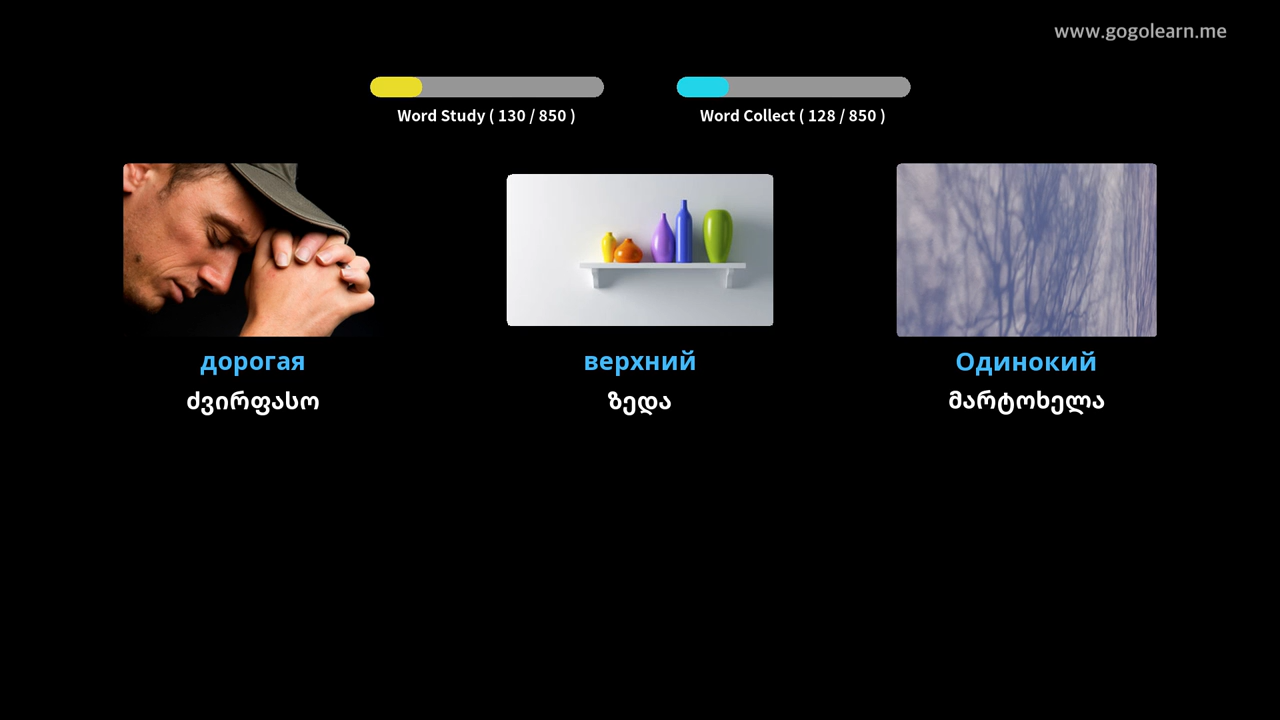 www.gogolearn.me
Word Study ( 130 / 850 )
Word Collect ( 128 / 850 )
дорогая
верхний
Одинокий
ძვირფასო
ზედა
მარტოხელა